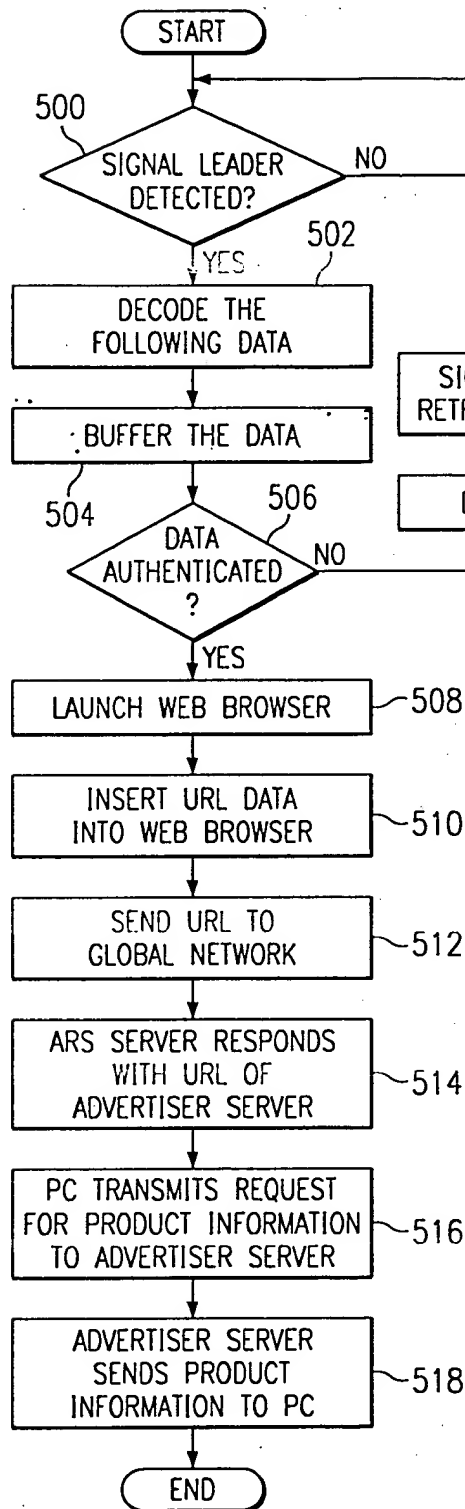 START
500
SIGNAL LEADER
DETECTED?
NO
YES
502
DECODE THE
FOLLOWING DATA
BUFFER THE DATA
504
506
DATA
AUTHENTICATED
?
NO
YES
LAUNCH WEB BROWSER
508
INSERT URL DATA
INTO WEB BROWSER
510
SEND URL TO
GLOBAL NETWORK
512
ARS SERVER RESPONDS
WITH URL OF
ADVERTISER SERVER
514
PC TRANSMITS REQUEST
FOR PRODUCT INFORMATION
TO ADVERTISER SERVER
516
ADVERTISER SERVER
SENDS PRODUCT
INFORMATION TO PC
518
END